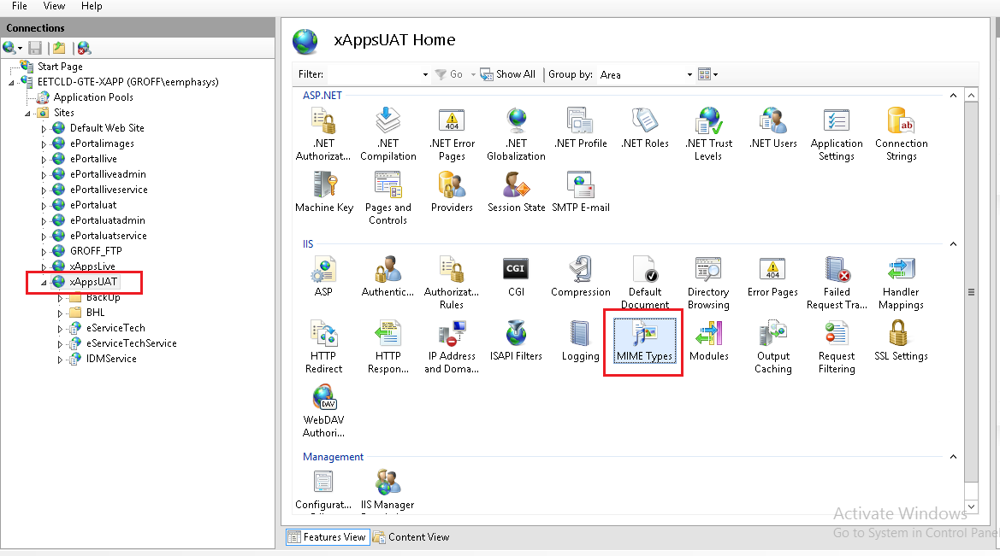 File View Help
Connections
Start Page
EETCLD-GTE-XAPP (GROFF\eemphasys)
Application Pools
Sites
Default Web Site
ePortalimages
ePortallive
ePortalliveadmin
ePortalliveservice
ePortaluat
ePortaluatadmin
ePortaluatservice
GROFF_FTP
xAppsLive
xAppsUAT
BackUp
BHL
eServiceTech
eServiceTechService
IDMService
xAppsUAT Home
Filter: Go Show All Group by: Area
ASP.NET
.NET Authorizat...
.NET Compilation
.NET Error Pages
.NET Globalization
.NET Profile
.NET Roles
.NET Trust Levels
.NET Users
Application Settings
Connection Strings
Machine Key
Pages and Controls
Providers
Session State
SMTP E-mail
IIS
ASP
Authentic...
Authorizat... Rules
CGI
Compression
Default Document
Directory Browsing
Error Pages
Failed Request Tra...
Handler Mappings
HTTP Redirect
HTTP Respon...
IP Address and Doma...
ISAPI Filters
Logging
MIME Types
Modules
Output Caching
Request Filtering
SSL Settings
WebDAV Authori...
Management
Configurat...
IIS Manager
Features View Content View
Activate Windows
Go to System in Control Panel